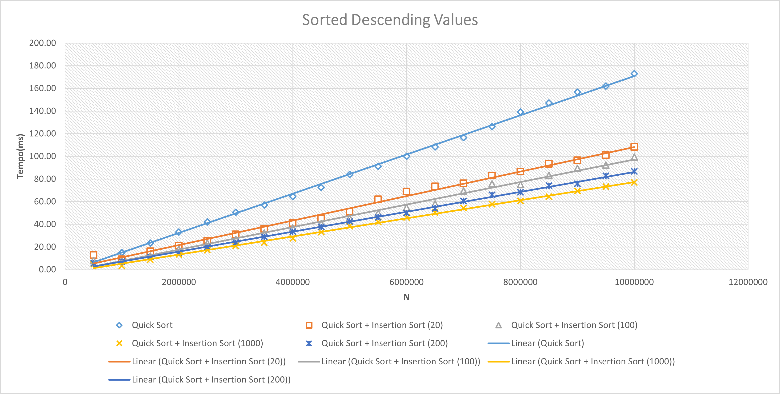 Sorted Descending Values
200.00
180.00
160.00
140.00
120.00
100.00
80.00
60.00
40.00
20.00
0.00
Tempo(ms)
0 2000000 4000000 6000000 8000000 10000000 12000000
N
Quick Sort Quick Sort + Insertion Sort (20) Quick Sort + Insertion Sort (100)
Quick Sort + Insertion Sort (1000) Quick Sort + Insertion Sort (200) Linear (Quick Sort)
Linear (Quick Sort + Insertion Sort (20)) Linear (Quick Sort + Insertion Sort (100)) Linear (Quick Sort + Insertion Sort (1000))
Linear (Quick Sort + Insertion Sort (200))